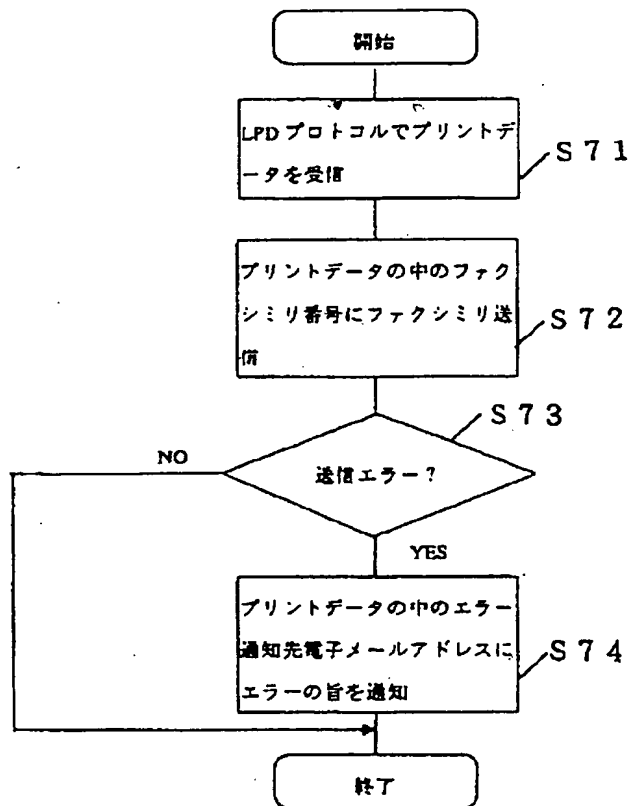 開始
LPD プロトコルでプリントデ
ータを受信
S71
プリントデータの中のファク
シミリ番号にファクシミリ送
信
S72
S73
送信エラー？
NO
YES
プリントデータの中のエラー
通知先電子メールアドレスに
エラーの旨を通知
S74
終了